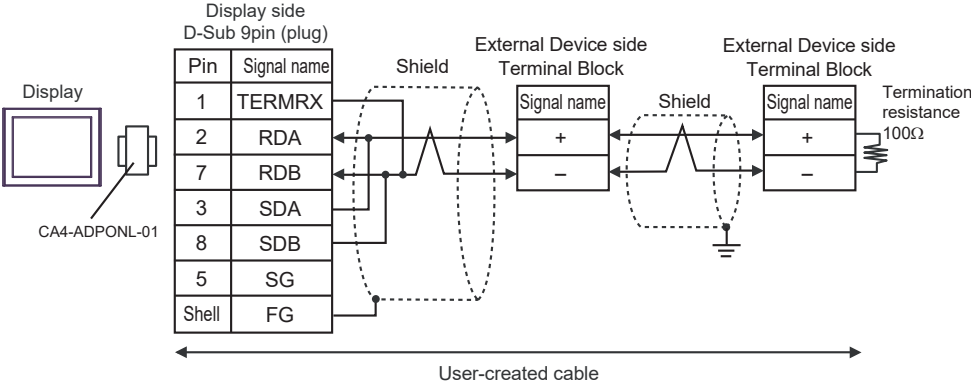 Display side
D-Sub 9pin (plug)
Pin
Signal name
1
TERMRX
2
RDA
7
RDB
3
SDA
8
SDB
5
SG
Shell
FG
Display
CA4-ADPONL-01
Shield
External Device side
Terminal Block
Signal name
+
–
Shield
External Device side
Terminal Block
Signal name
+
–
Termination
resistance
100Ω
User-created cable